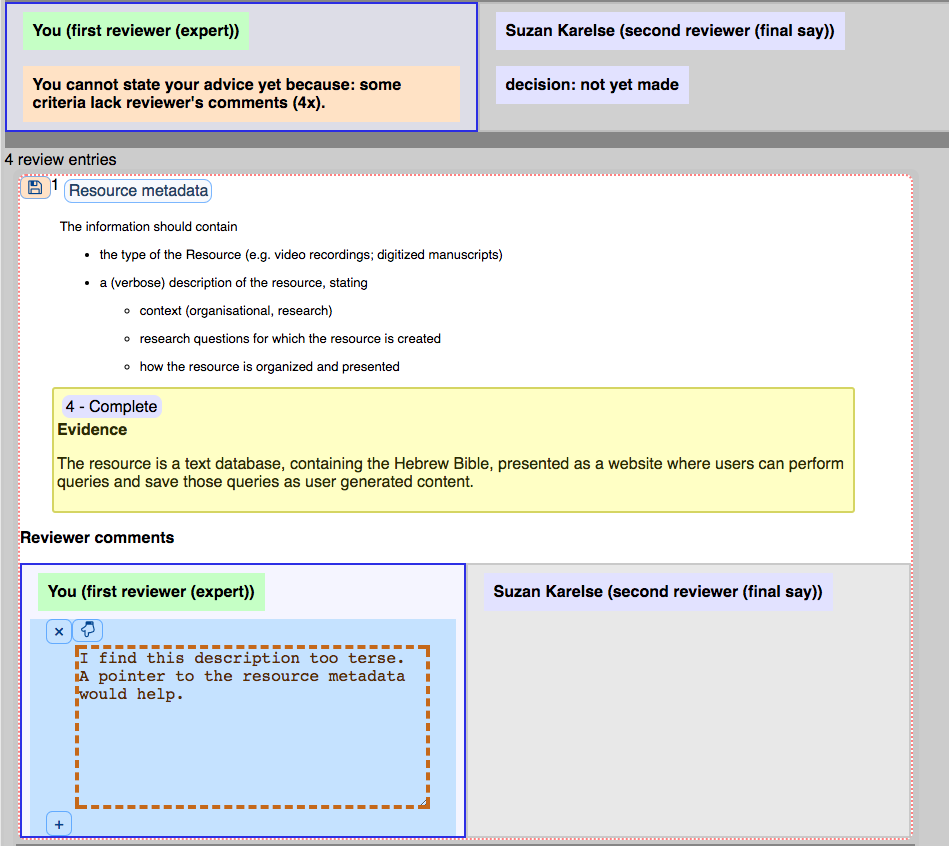 You (first reviewer (expert))
Suzan Karelse (second reviewer (final say))
You cannot state your advice yet because: some
criteria lack reviewer's comments (4x).
decision: not yet made
4 review entries
1 Resource metadata
The information should contain
• the type of the Resource (e.g. video recordings; digitized manuscripts)
• a (verbose) description of the resource, stating
◦ context (organisational, research)
◦ research questions for which the resource is created
◦ how the resource is organized and presented
4 - Complete
Evidence
The resource is a text database, containing the Hebrew Bible, presented as a website where users can perform
queries and save those queries as user generated content.
Reviewer comments
You (first reviewer (expert))
Suzan Karelse (second reviewer (final say))
×
I find this description too terse.
A pointer to the resource metadata
would help.
+